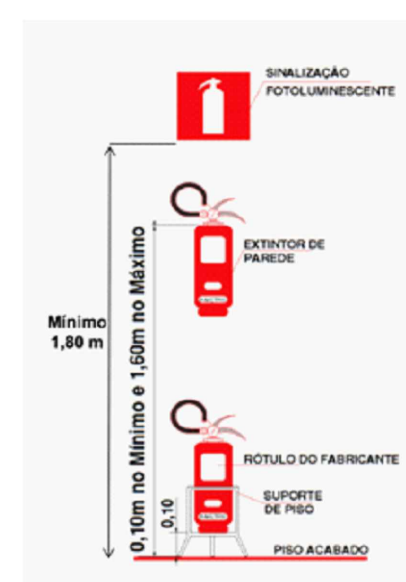 SINALIZAÇÃO
FOTOLUMINESCENTE
EXTINTOR DE
PAREDE
Mínimo
1,80 m
0,10m no Mínimo e 1,60m no Máximo
RÓTULO DO FABRICANTE
SUPORTE
DE PISO
0,10
PISO ACABADO